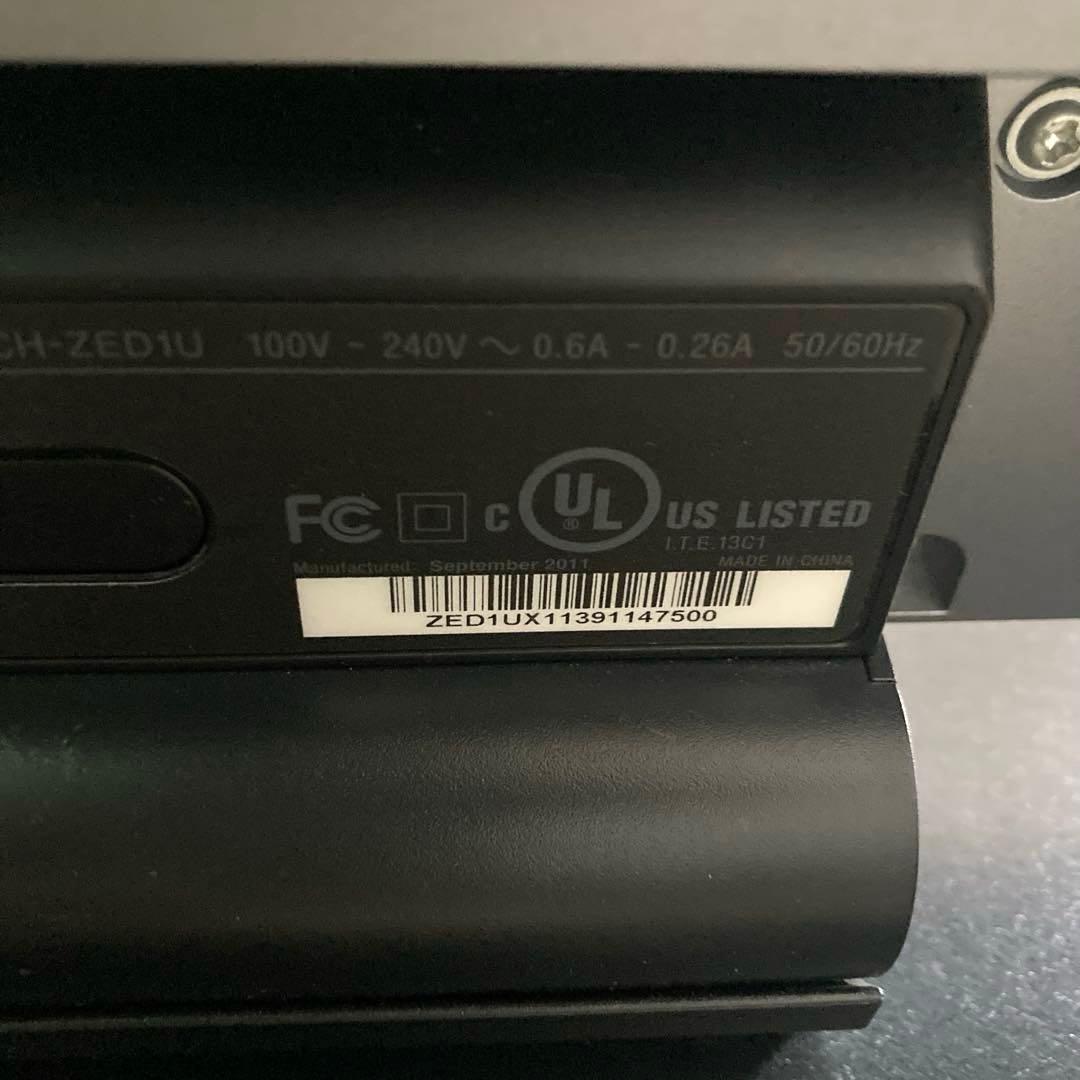 CH-ZED1U 100V ~ 240V ～ 0.6A - 0.26A 50/60Hz
FC c UL ® US LISTED
I.T.E.13C1
Manufactured: September 2011 MADE IN CHINA
ZED1UX11391147500